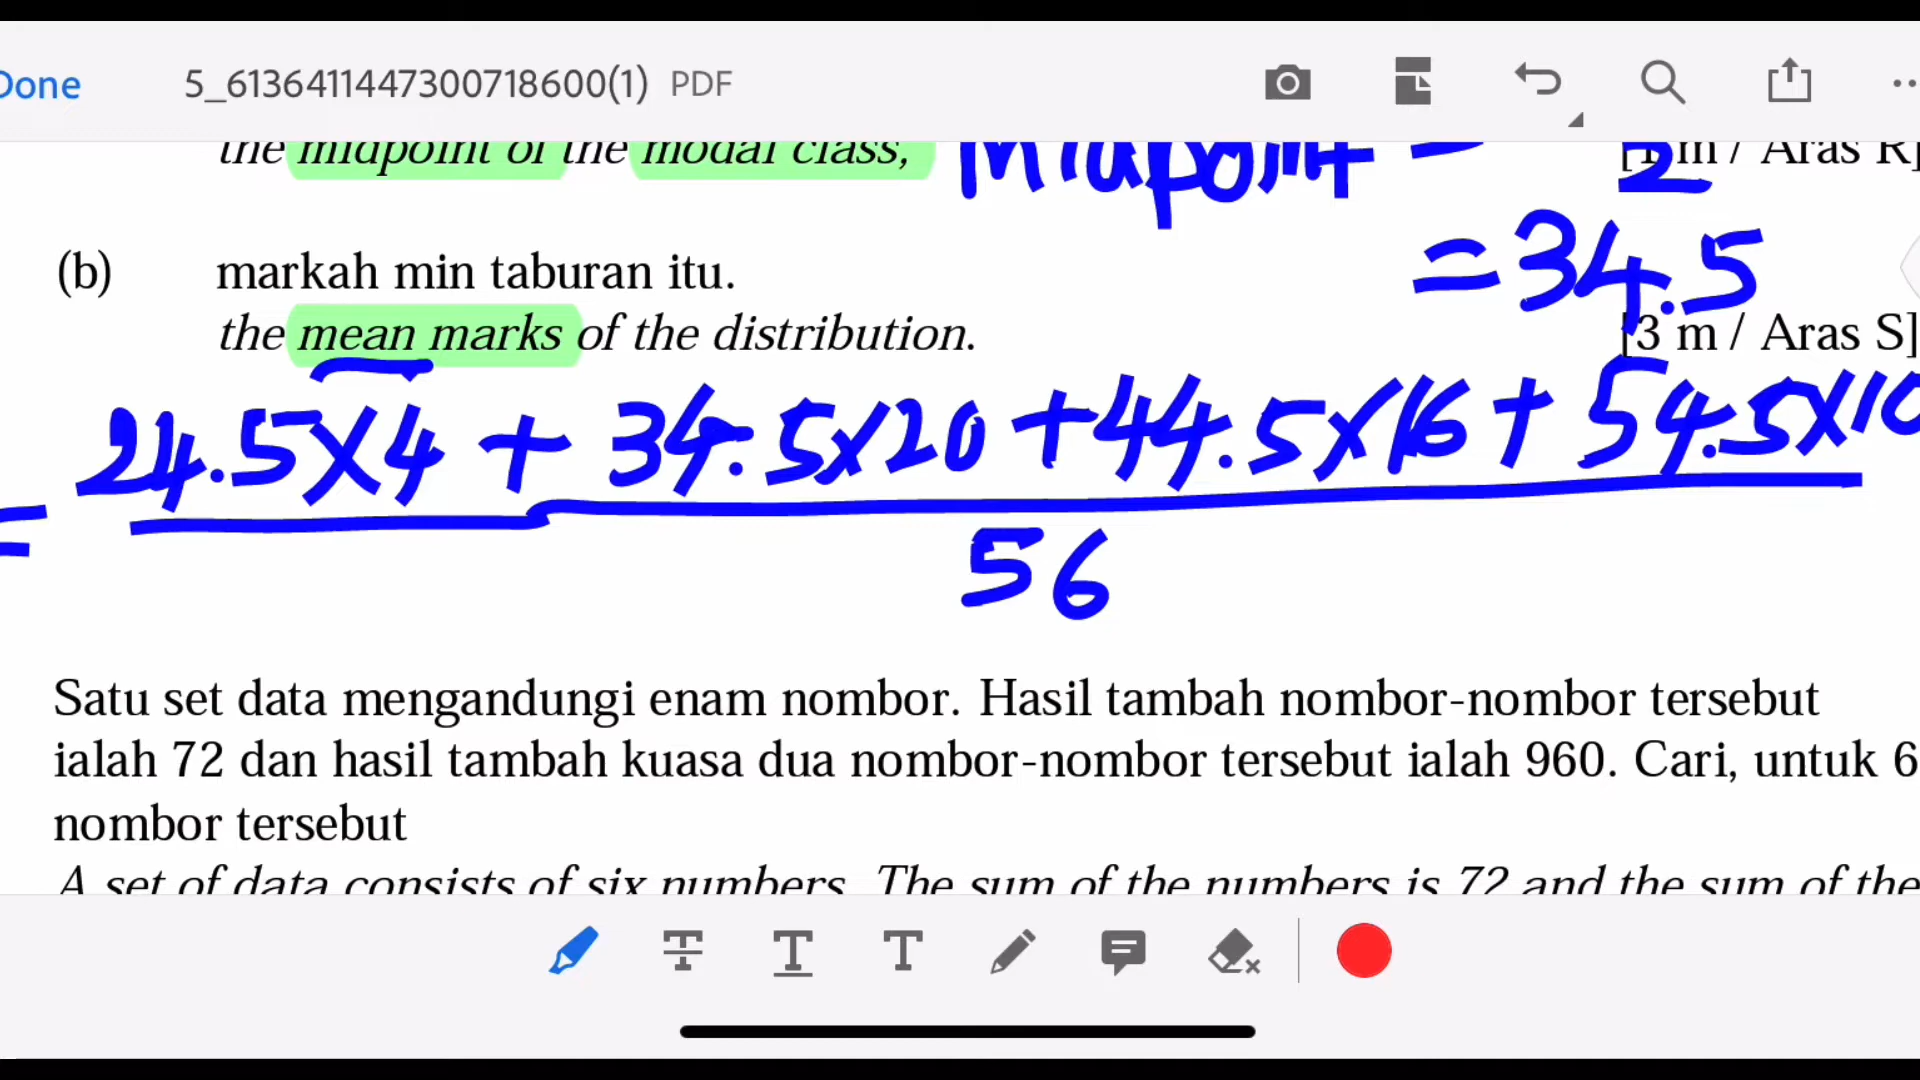 Done 5_6136411447300718600(1) PDF
the midpoint of the modal class, Midpoint = 2 [1 m / Aras R]
= 34.5
(b) markah min taburan itu.
the mean marks of the distribution. [3 m / Aras S]
= 24.5 x 4 + 34.5 x 20 + 44.5 x 16 + 54.5 x 10
56
Satu set data mengandungi enam nombor. Hasil tambah nombor-nombor tersebut
ialah 72 dan hasil tambah kuasa dua nombor-nombor tersebut ialah 960. Cari, untuk 6
nombor tersebut
A set of data consists of six numbers. The sum of the numbers is 72 and the sum of the